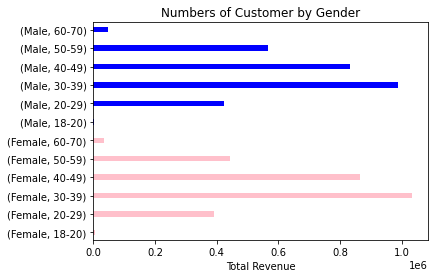 Numbers of Customer by Gender
(Male, 60-70)
(Male, 50-59)
(Male, 40-49)
(Male, 30-39)
(Male, 20-29)
(Male, 18-20)
(Female, 60-70)
(Female, 50-59)
(Female, 40-49)
(Female, 30-39)
(Female, 20-29)
(Female, 18-20)
0.0 0.2 0.4 0.6 0.8 1.0
1e6
Total Revenue